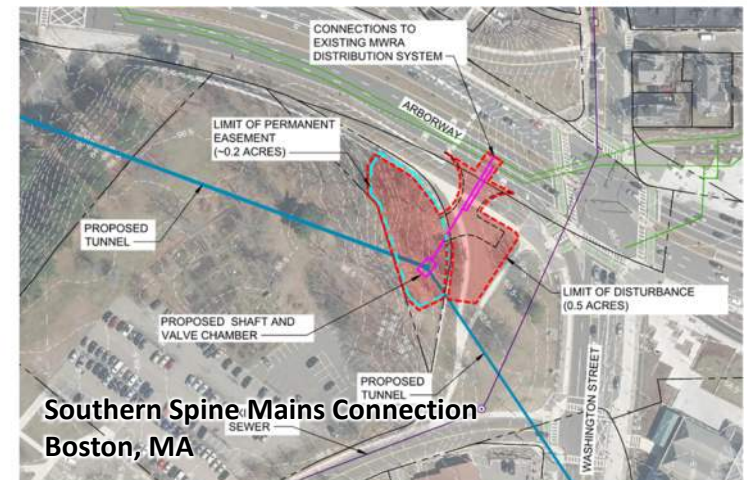 CONNECTIONS TO
EXISTING MWRA
DISTRIBUTION SYSTEM
ARBORWAY
LIMIT OF PERMANENT
EASEMENT
(~0.2 ACRES)
PROPOSED
TUNNEL
LIMIT OF DISTURBANCE
(0.5 ACRES)
PROPOSED SHAFT AND
VALVE CHAMBER
PROPOSED
TUNNEL
WASHINGTON STREET
SEWER
Southern Spine Mains Connection
Boston, MA